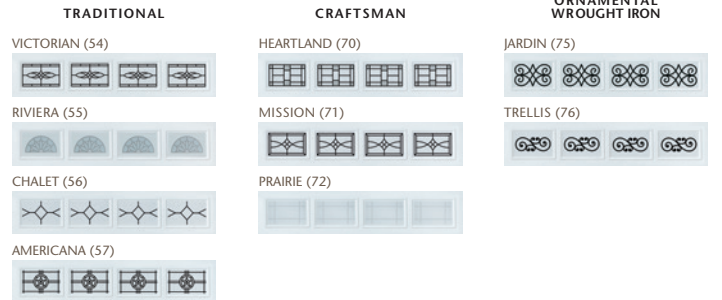 TRADITIONAL
VICTORIAN (54)
RIVIERA (55)
CHALET (56)
AMERICANA (57)
CRAFTSMAN
HEARTLAND (70)
MISSION (71)
PRAIRIE (72)
ORNAMENTAL
WROUGHT IRON
JARDIN (75)
TRELLIS (76)